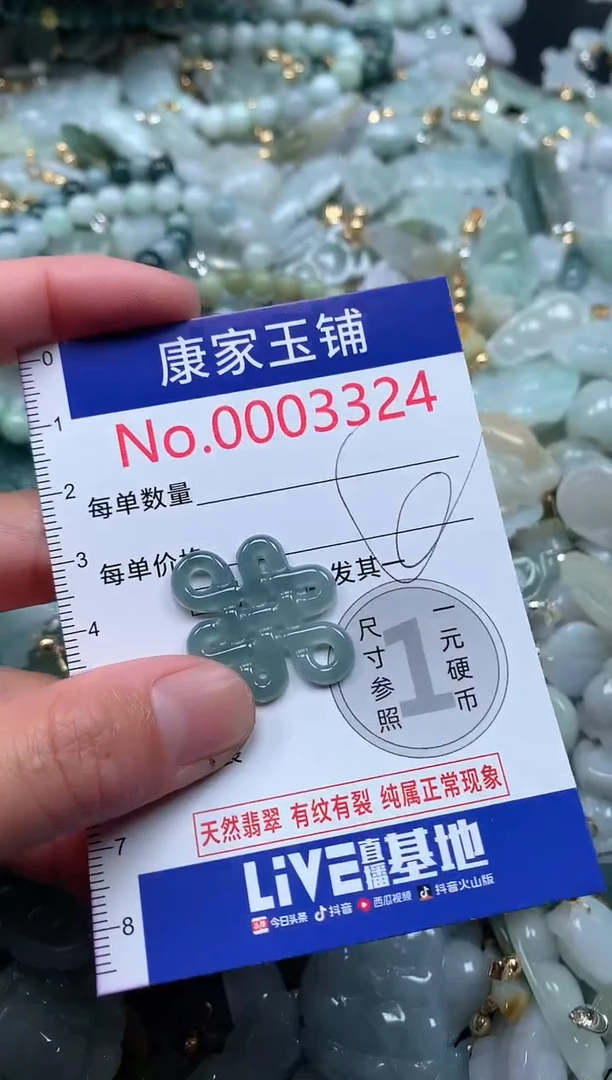 康家玉铺
No.0003324
0
1
每单数量
2
3
每单价格 发其一
4
尺寸参照
1
一元硬币
天然翡翠 有纹有裂 纯属正常现象
7
LiVE直播基地
8
今日头条 抖音 西瓜视频 抖音火山版